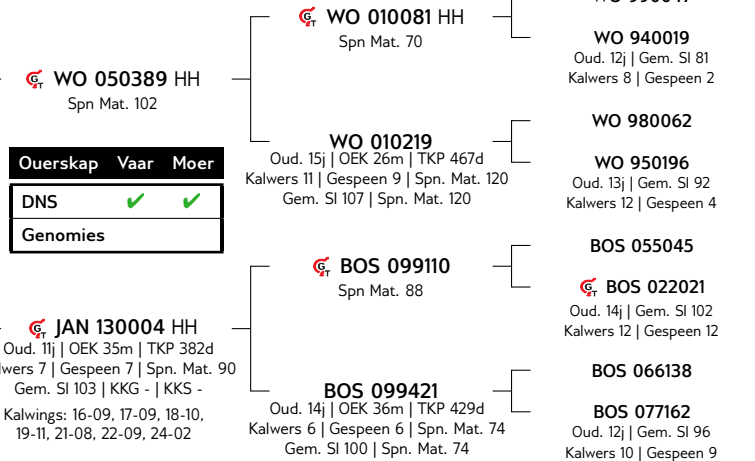 WO 010081 HH
Spn Mat. 70
WO 940019
Oud. 12j | Gem. SI 81
Kalwers 8 | Gespeen 2
WO 050389 HH
Spn Mat. 102
WO 980062
WO 010219
Oud. 15j | OEK 26m | TKP 467d
Kalwers 11 | Gespeen 9 | Spn. Mat. 120
Gem. SI 107 | Spn. Mat. 120
WO 950196
Oud. 13j | Gem. SI 92
Kalwers 12 | Gespeen 4
Ouerskap Vaar Moer
DNS ✔ ✔
Genomies
BOS 055045
BOS 099110
Spn Mat. 88
BOS 022021
Oud. 14j | Gem. SI 102
Kalwers 12 | Gespeen 12
JAN 130004 HH
Oud. 11j | OEK 35m | TKP 382d
lwers 7 | Gespeen 7 | Spn. Mat. 90
Gem. SI 103 | KKG - | KKS -
Kalwings: 16-09, 17-09, 18-10,
19-11, 21-08, 22-09, 24-02
BOS 066138
BOS 099421
Oud. 14j | OEK 36m | TKP 429d
Kalwers 6 | Gespeen 6 | Spn. Mat. 74
Gem. SI 100 | Spn. Mat. 74
BOS 077162
Oud. 12j | Gem. SI 96
Kalwers 10 | Gespeen 9